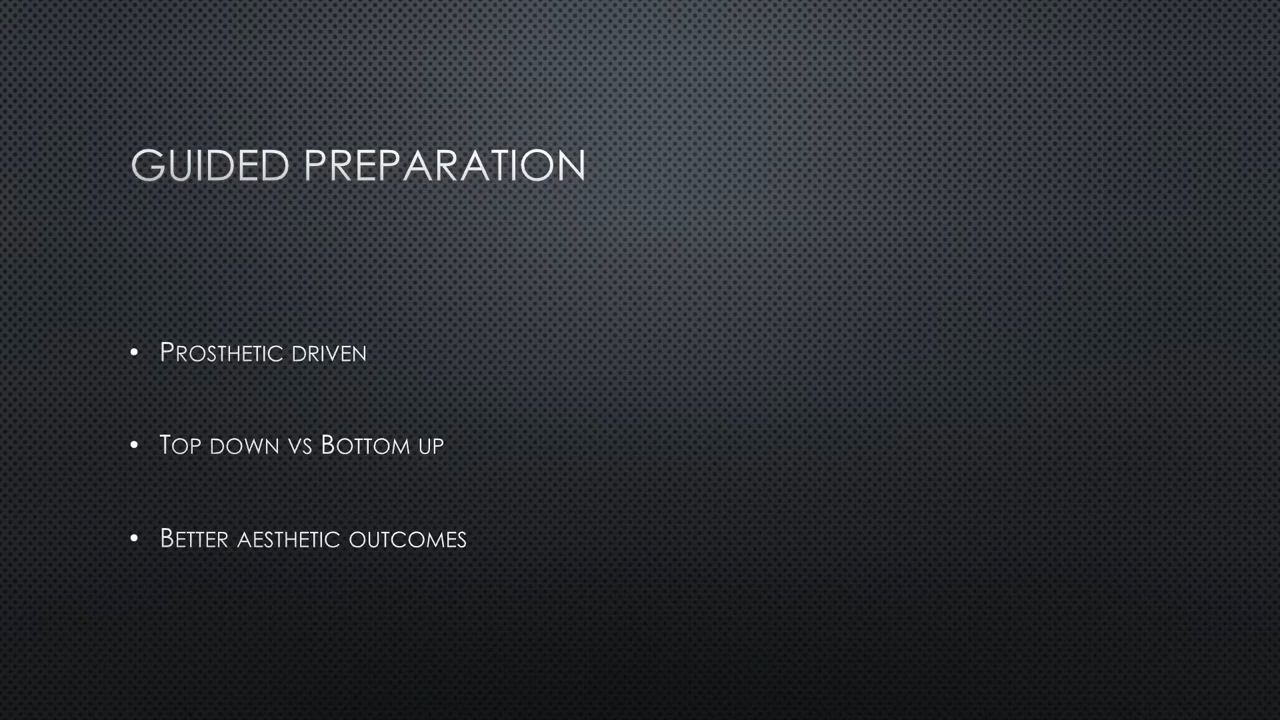 GUIDED PREPARATION
• Prosthetic driven
• Top down vs Bottom up
• Better aesthetic outcomes